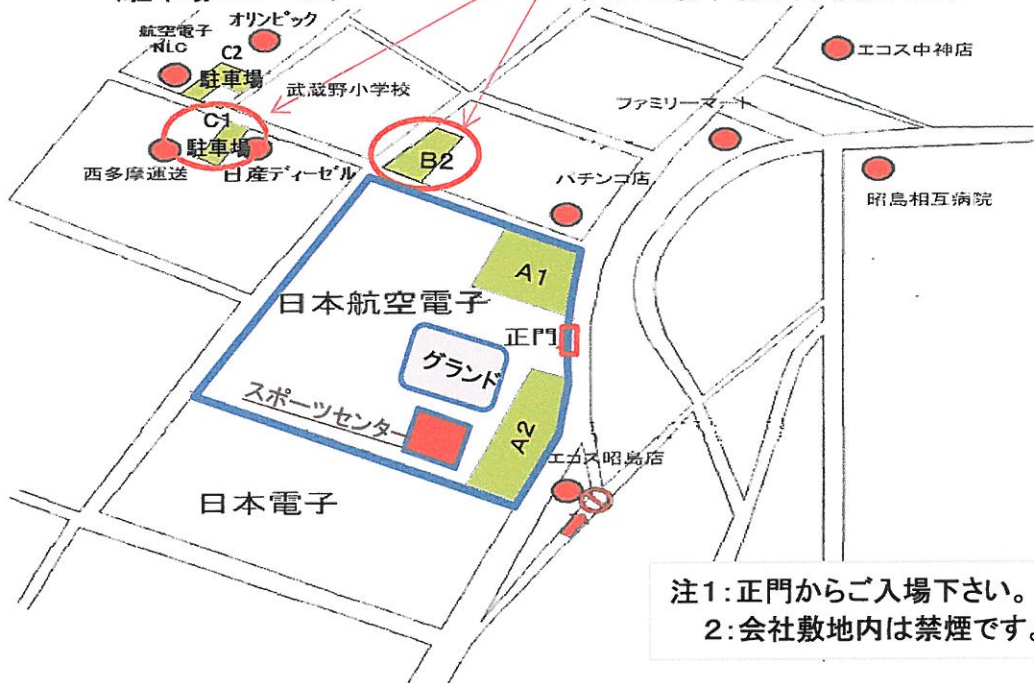 オリンピック
航空電子
NLC
C2
駐車場
エコス中神店
武蔵野小学校
ファミリーマート
C1
駐車場
西多摩運送
日産ディーゼル
B2
パチンコ店
昭島相互病院
A1
日本航空電子
正門
グランド
スポーツセンター
A2
エコス昭島店
日本電子
注1:正門からご入場下さい。
2:会社敷地内は禁煙です。